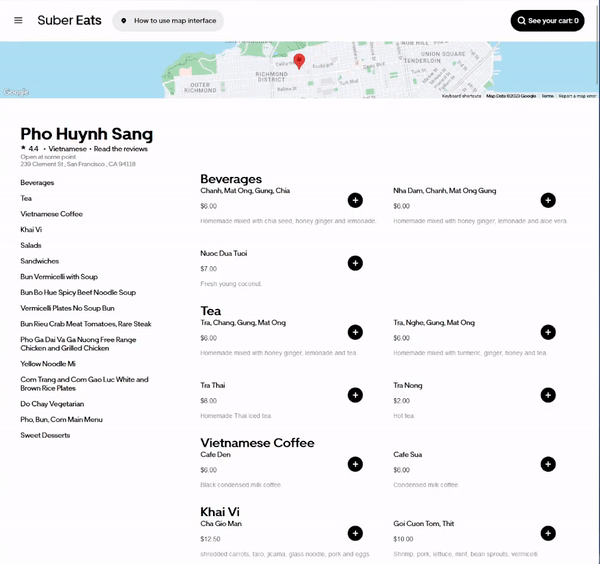 Suber Eats
How to use map interface
See your cart: 0
NOB HILL
UNION SQUARE
TENDERLOIN
RICHMOND
DISTRICT
OUTER
RICHMOND
Google
Keyboard shortcuts
Map Data ©2023 Google
Terms
Report a map error
Pho Huynh Sang
★ 4.4 • Vietnamese • Read the reviews
Open at some point
239 Clement St , San Francisco , CA 94118
Beverages
Tea
Vietnamese Coffee
Khai Vi
Salads
Sandwiches
Bun Vermicelli with Soup
Bun Bo Hue Spicy Beef Noodle Soup
Vermicelli Plates No Soup Bun
Bun Rieu Crab Meat Tomatoes, Rare Steak
Pho Ga Dai Va Ga Nuong Free Range
Chicken and Grilled Chicken
Yellow Noodle Mi
Com Trang and Com Gao Luc White and
Brown Rice Plates
Do Chay Vegetarian
Pho, Bun, Com Main Menu
Sweet Desserts
Beverages
Chanh, Mat Ong, Gung, Chia
$6.00
Homemade mixed with chia seed, honey ginger and lemonade.
Nha Dam, Chanh, Mat Ong Gung
$6.00
Homemade mixed with honey ginger, lemonade and aloe vera.
Nuoc Dua Tuoi
$7.00
Fresh young coconut.
Tea
Tra, Chang, Gung, Mat Ong
$6.00
Homemade mixed with honey ginger, lemonade and tea.
Tra, Nghe, Gung, Mat Ong
$6.00
Homemade mixed with turmeric, ginger, honey and tea.
Tra Thai
$6.00
Homemade Thai iced tea.
Tra Nong
$2.00
Hot tea.
Vietnamese Coffee
Cafe Den
$6.00
Black condensed milk coffee.
Cafe Sua
$6.00
Condensed milk coffee.
Khai Vi
Cha Gio Man
$12.50
shredded carrots, taco, jicama, glass noodle, pork and eggs.
Goi Cuon Tom, Thit
$10.00
Shrimp, pork, lettuce, mint, bean sprouts, vermicelli